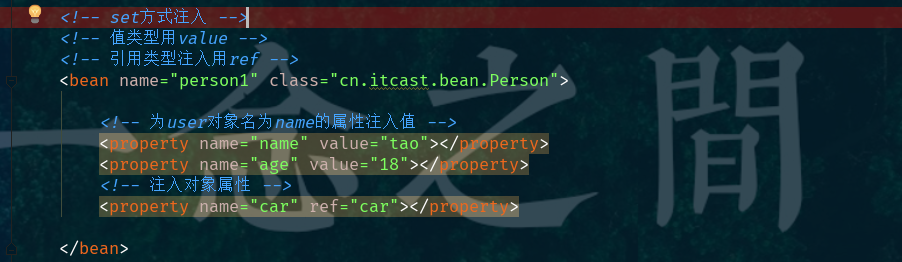 <!-- set方式注入 -->
<!-- 值类型用value -->
<!-- 引用类型注入用ref -->
<bean name="person1" class="cn.itcast.bean.Person">
<!-- 为user对象名为name的属性注入值 -->
<property name="name" value="tao"></property>
<property name="age" value="18"></property>
<!-- 注入对象属性 -->
<property name="car" ref="car"></property>
</bean>
一念之間